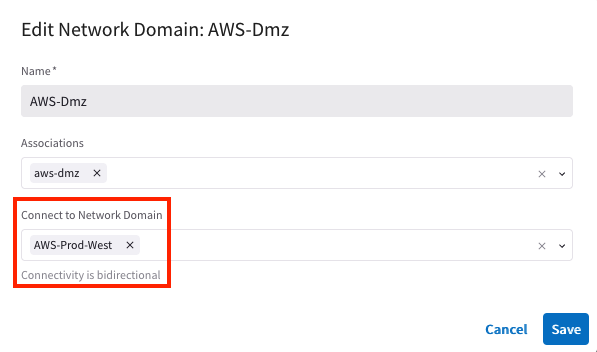 Edit Network Domain: AWS-Dmz
Name*
AWS-Dmz
Associations
aws-dmz
Connect to Network Domain
AWS-Prod-West
Connectivity is bidirectional
Cancel Save